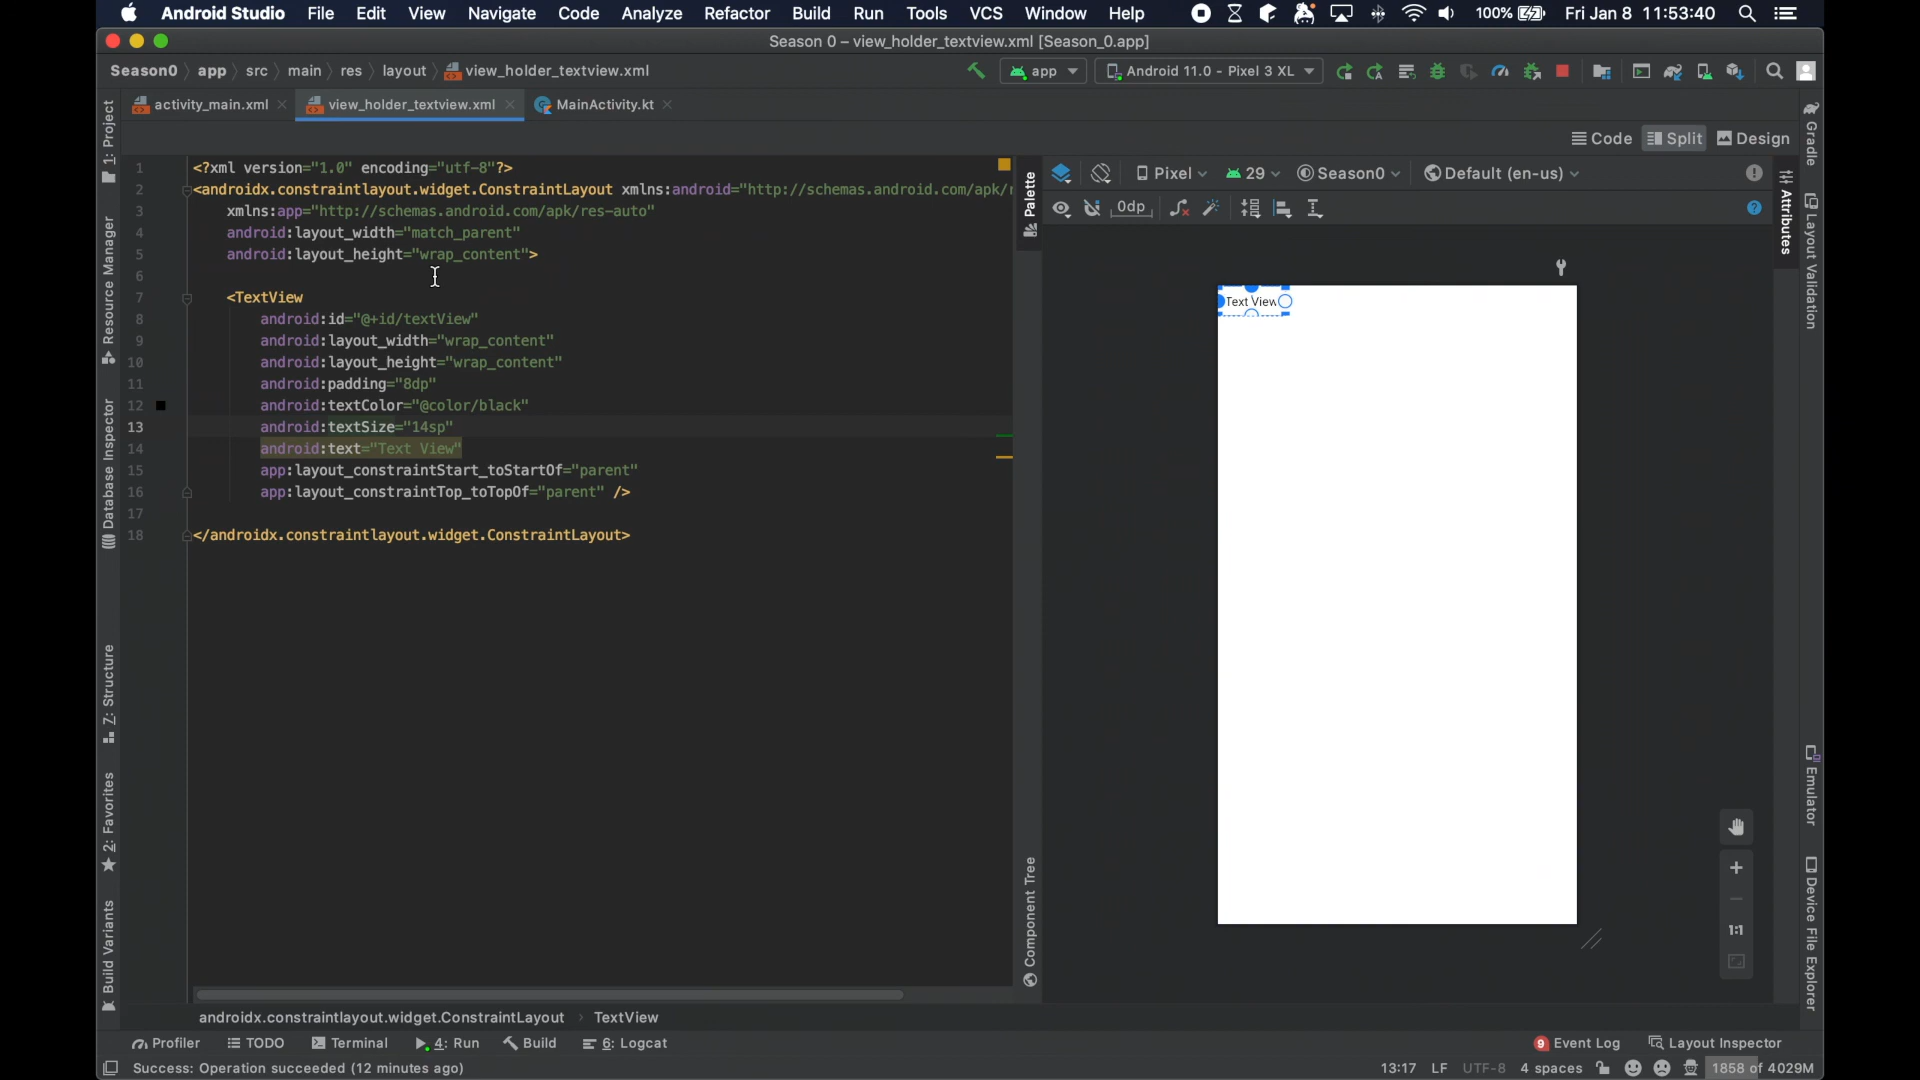 Android Studio File Edit View Navigate Code Analyze Refactor Build Run Tools VCS Window Help 100% Fri Jan 8 11:53:40
Season 0 – view_holder_textview.xml [Season_0.app]
Season0 app src main res layout view_holder_textview.xml app Android 11.0 - Pixel 3 XL
activity_main.xml view_holder_textview.xml MainActivity.kt
Code Split Design
1: Project
Resource Manager
Database Inspector
Z: Structure
2: Favorites
Build Variants
1 <?xml version="1.0" encoding="utf-8"?>
2 <androidx.constraintlayout.widget.ConstraintLayout xmlns:android="http://schemas.android.com/apk/r
3 xmlns:app="http://schemas.android.com/apk/res-auto"
4 android:layout_width="match_parent"
5 android:layout_height="wrap_content">
6
7 <TextView
8 android:id="@+id/textView"
9 android:layout_width="wrap_content"
10 android:layout_height="wrap_content"
11 android:padding="8dp"
12 android:textColor="@color/black"
13 android:textSize="14sp"
14 android:text="Text View"
15 app:layout_constraintStart_toStartOf="parent"
16 app:layout_constraintTop_toTopOf="parent" />
17
18 </androidx.constraintlayout.widget.ConstraintLayout>
Palette
Component Tree
Pixel 29 Season0 Default (en-us)
0dp
Text View
1:1
Attributes
Gradle
Layout Validation
Emulator
Device File Explorer
androidx.constraintlayout.widget.ConstraintLayout TextView
Profiler TODO Terminal 4: Run Build 6: Logcat 9 Event Log Layout Inspector
Success: Operation succeeded (12 minutes ago) 13:17 LF UTF-8 4 spaces 1858 of 4029M